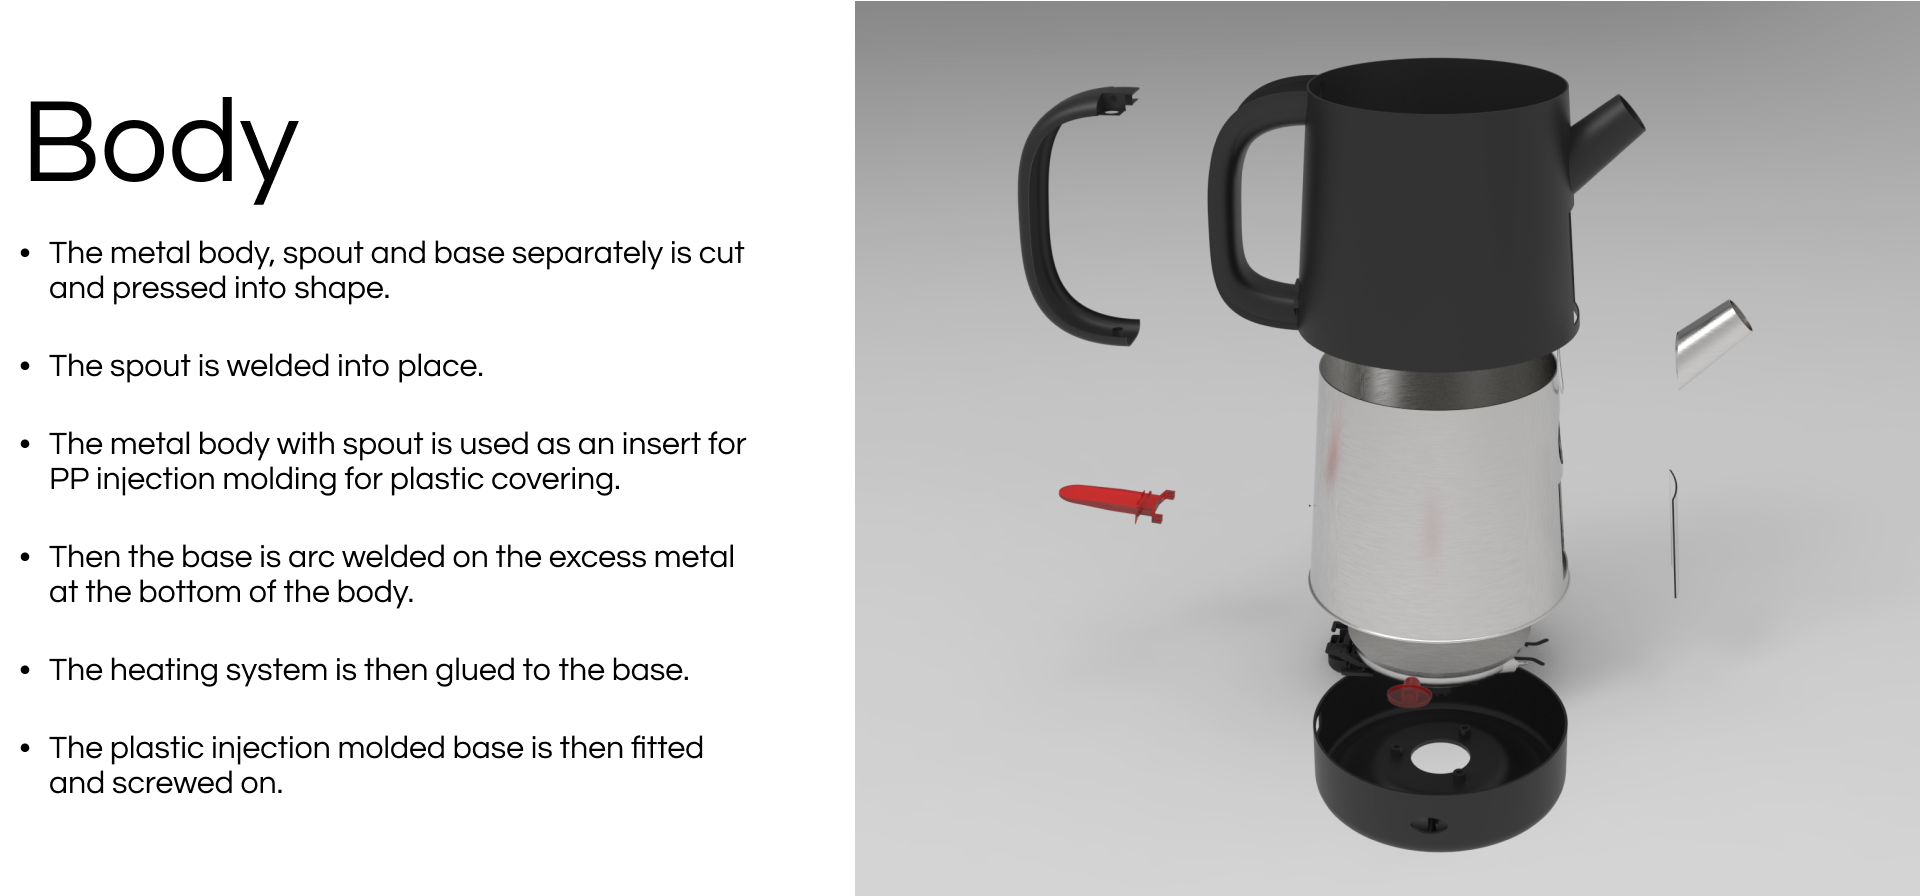 Body
• The metal body, spout and base separately is cut
and pressed into shape.
• The spout is welded into place.
• The metal body with spout is used as an insert for
PP injection molding for plastic covering.
• Then the base is arc welded on the excess metal
at the bottom of the body.
• The heating system is then glued to the base.
• The plastic injection molded base is then fitted
and screwed on.